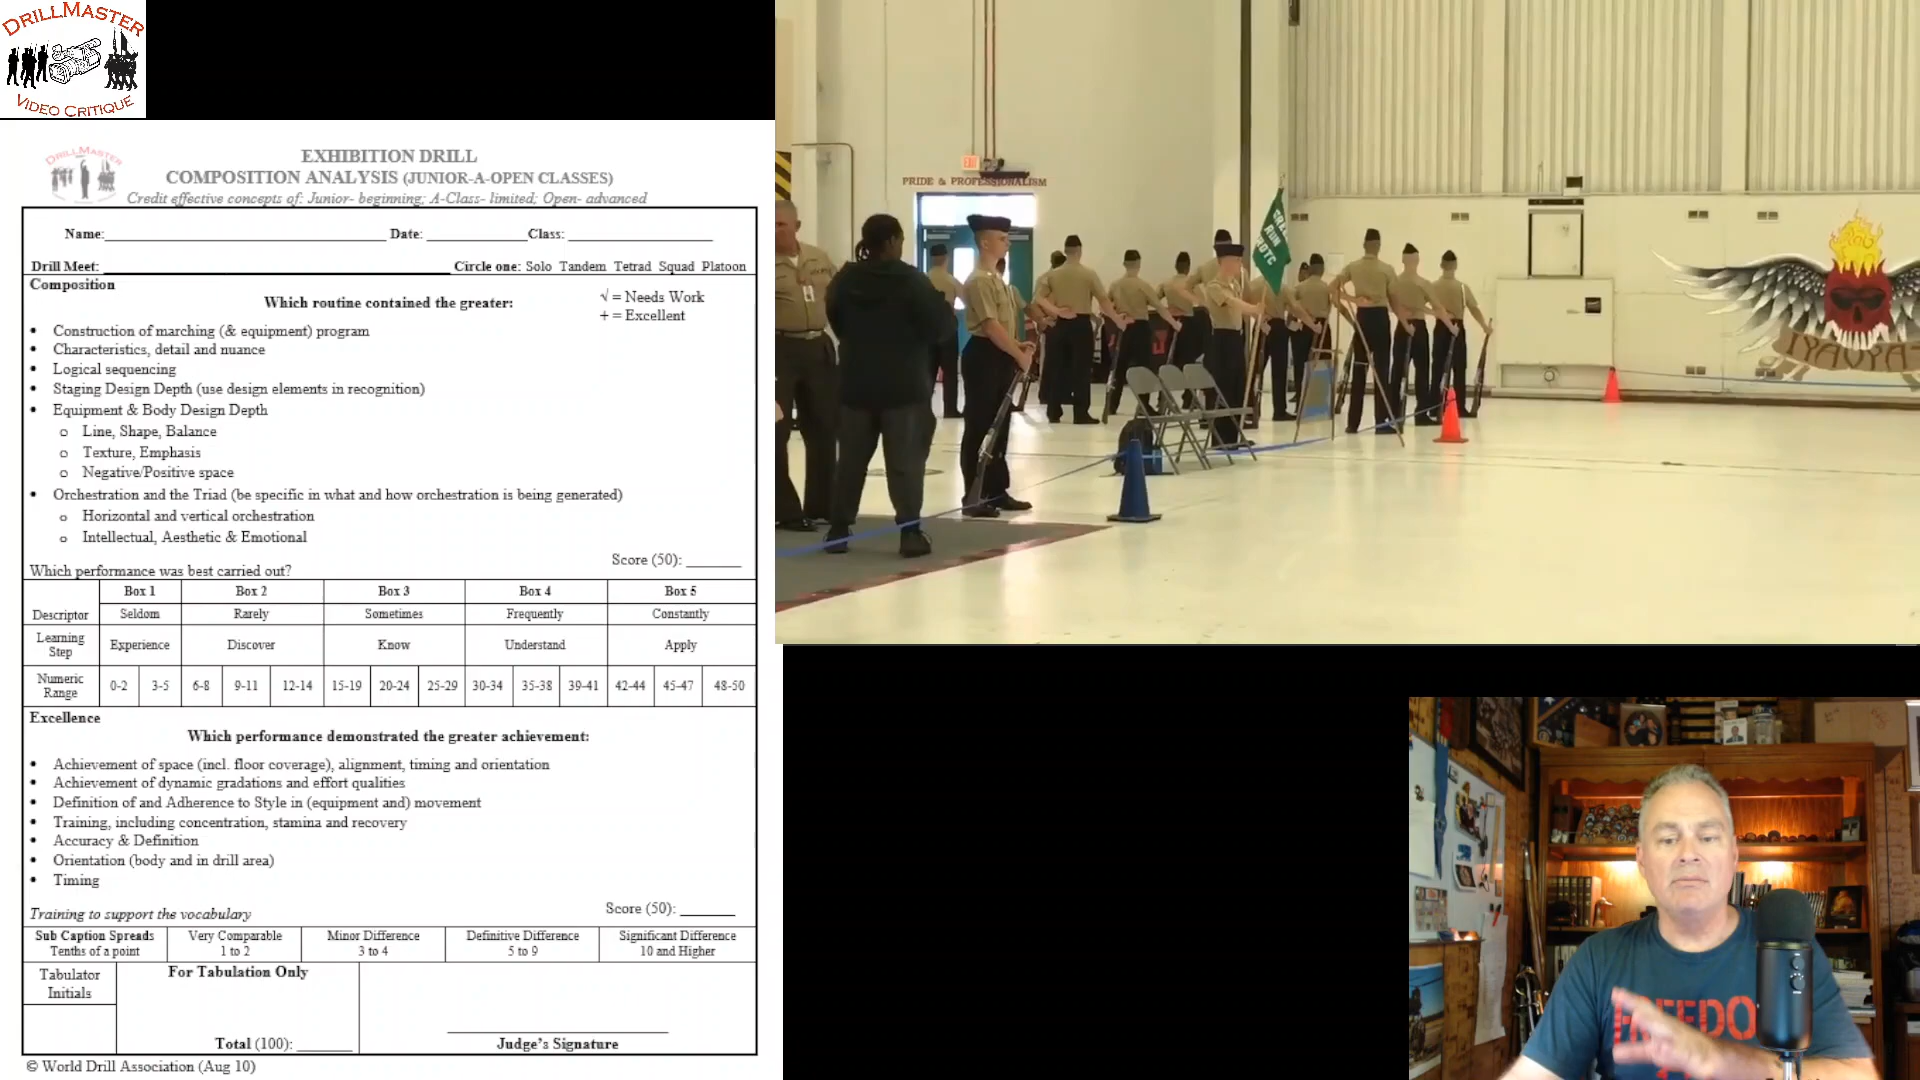 DRILLMASTER
VIDEO CRITIQUE
DRILLMASTER
EXHIBITION DRILL
COMPOSITION ANALYSIS (JUNIOR-A-OPEN CLASSES)
Credit effective concepts of: Junior- beginning; A-Class- limited; Open- advanced
Name: Date: Class:
Drill Meet: Circle one: Solo Tandem Tetrad Squad Platoon
Composition
Which routine contained the greater:
√ = Needs Work
+ = Excellent
• Construction of marching (& equipment) program
• Characteristics, detail and nuance
• Logical sequencing
• Staging Design Depth (use design elements in recognition)
• Equipment & Body Design Depth
o Line, Shape, Balance
o Texture, Emphasis
o Negative/Positive space
• Orchestration and the Triad (be specific in what and how orchestration is being generated)
o Horizontal and vertical orchestration
o Intellectual, Aesthetic & Emotional
Score (50):
Which performance was best carried out?
Box 1 Box 2 Box 3 Box 4 Box 5
Descriptor Seldom Rarely Sometimes Frequently Constantly
Learning Step Experience Discover Know Understand Apply
Numeric Range 0-2 3-5 6-8 9-11 12-14 15-19 20-24 25-29 30-34 35-38 39-41 42-44 45-47 48-50
Excellence
Which performance demonstrated the greater achievement:
• Achievement of space (incl. floor coverage), alignment, timing and orientation
• Achievement of dynamic gradations and effort qualities
• Definition of and Adherence to Style in (equipment and) movement
• Training, including concentration, stamina and recovery
• Accuracy & Definition
• Orientation (body and in drill area)
• Timing
Training to support the vocabulary
Score (50):
Sub Caption Spreads Very Comparable Minor Difference Definitive Difference Significant Difference
Tenths of a point 1 to 2 3 to 4 5 to 9 10 and Higher
Tabulator Initials
For Tabulation Only
Total (100):
Judge's Signature
© World Drill Association (Aug 10)
EXIT
PRIDE & PROFESSIONALISM
RUN
FREEDO